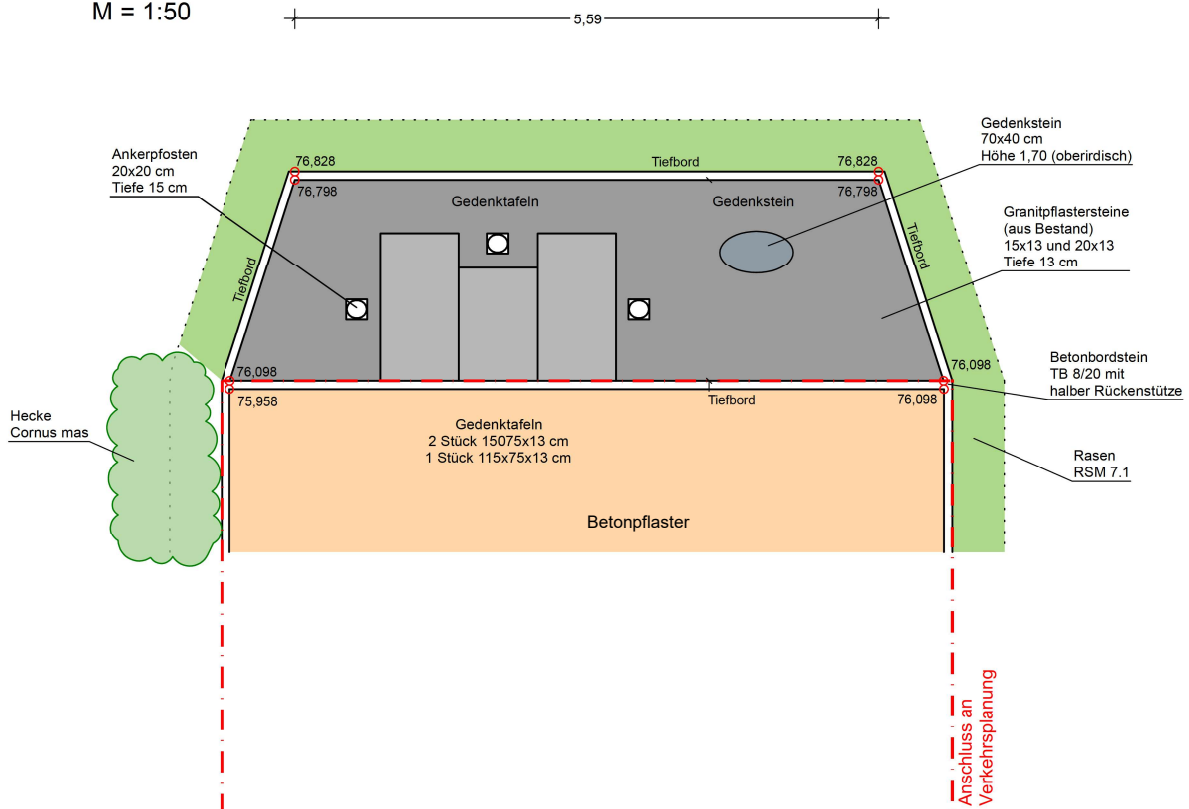 M = 1:50
5,59
Ankerpfosten
20x20 cm
Tiefe 15 cm
76,828
76,798
Tiefbord
76,828
76,798
Gedenktafeln
Gedenkstein
Gedenkstein
70x40 cm
Höhe 1,70 (oberirdisch)
Granitpflastersteine
(aus Bestand)
15x13 und 20x13
Tiefe 13 cm
Tiefbord
Tiefbord
76,098
75,958
Tiefbord
76,098
76,098
Betonbordstein
TB 8/20 mit
halber Rückenstütze
Hecke
Cornus mas
Gedenktafeln
2 Stück 15075x13 cm
1 Stück 115x75x13 cm
Rasen
RSM 7.1
Betonpflaster
Anschluss an
Verkehrsplanung